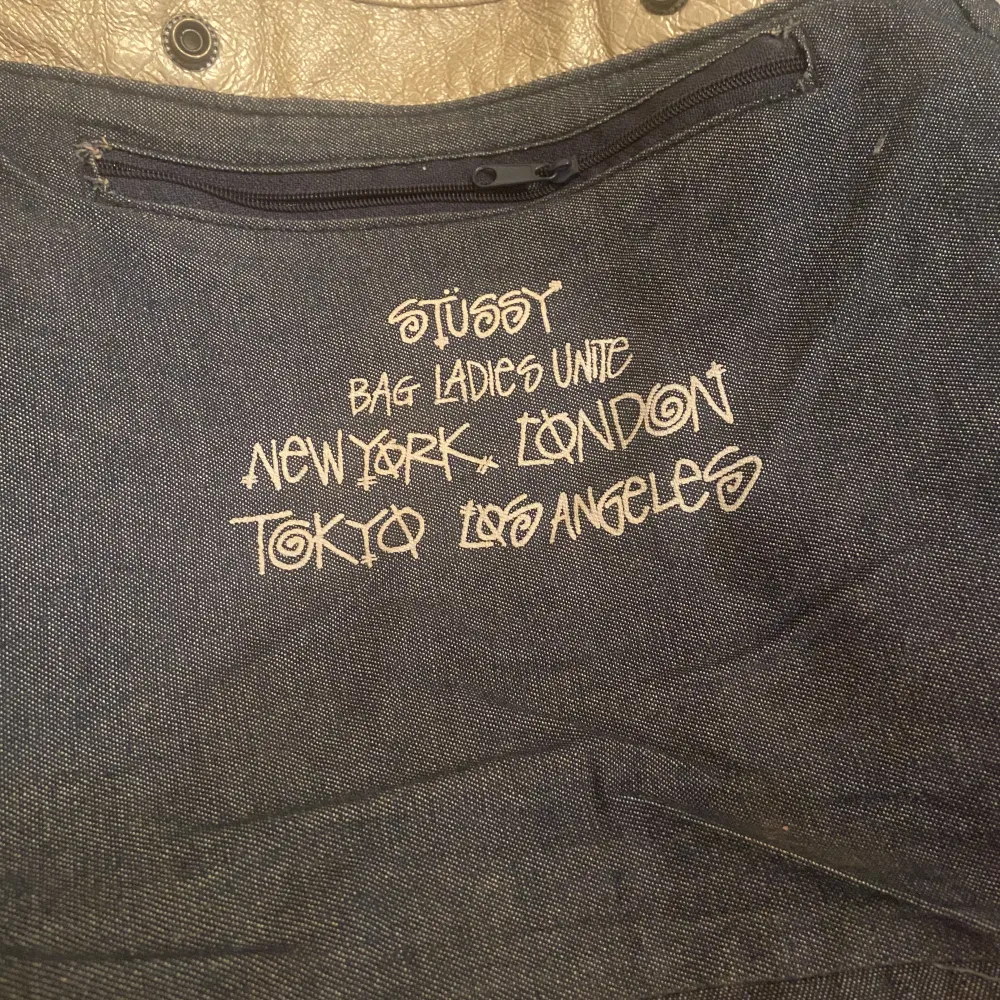 STÜSSY
BAG LADIES UNITE
NEW YORK, LONDON
TOKYO LOS ANGELES